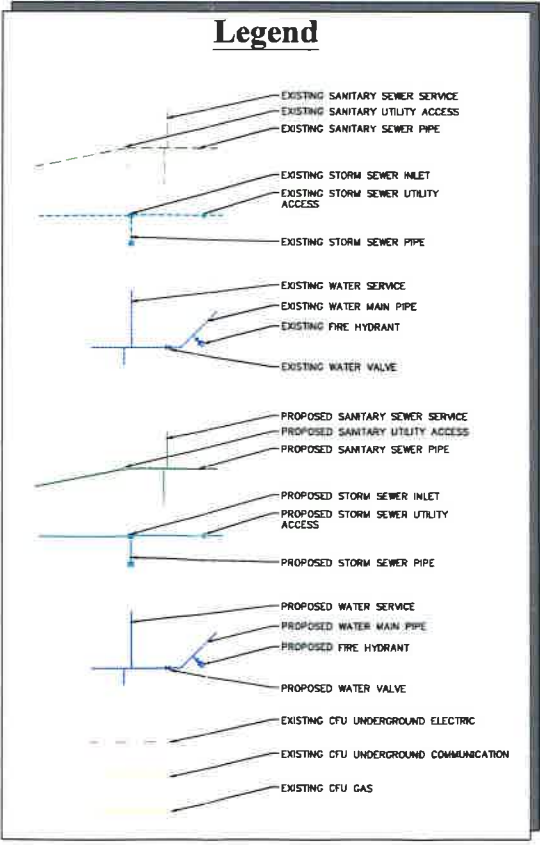 Legend
EXISTING SANITARY SEWER SERVICE
EXISTING SANITARY UTILITY ACCESS
EXISTING SANITARY SEWER PIPE
EXISTING STORM SEWER INLET
EXISTING STORM SEWER UTILITY
ACCESS
EXISTING STORM SEWER PIPE
EXISTING WATER SERVICE
EXISTING WATER MAIN PIPE
EXISTING FIRE HYDRANT
EXISTING WATER VALVE
PROPOSED SANITARY SEWER SERVICE
PROPOSED SANITARY UTILITY ACCESS
PROPOSED SANITARY SEWER PIPE
PROPOSED STORM SEWER INLET
PROPOSED STORM SEWER UTILITY
ACCESS
PROPOSED STORM SEWER PIPE
PROPOSED WATER SERVICE
PROPOSED WATER MAIN PIPE
PROPOSED FIRE HYDRANT
PROPOSED WATER VALVE
EXISTING CFU UNDERGROUND ELECTRIC
EXISTING CFU UNDERGROUND COMMUNICATION
EXISTING CFU GAS